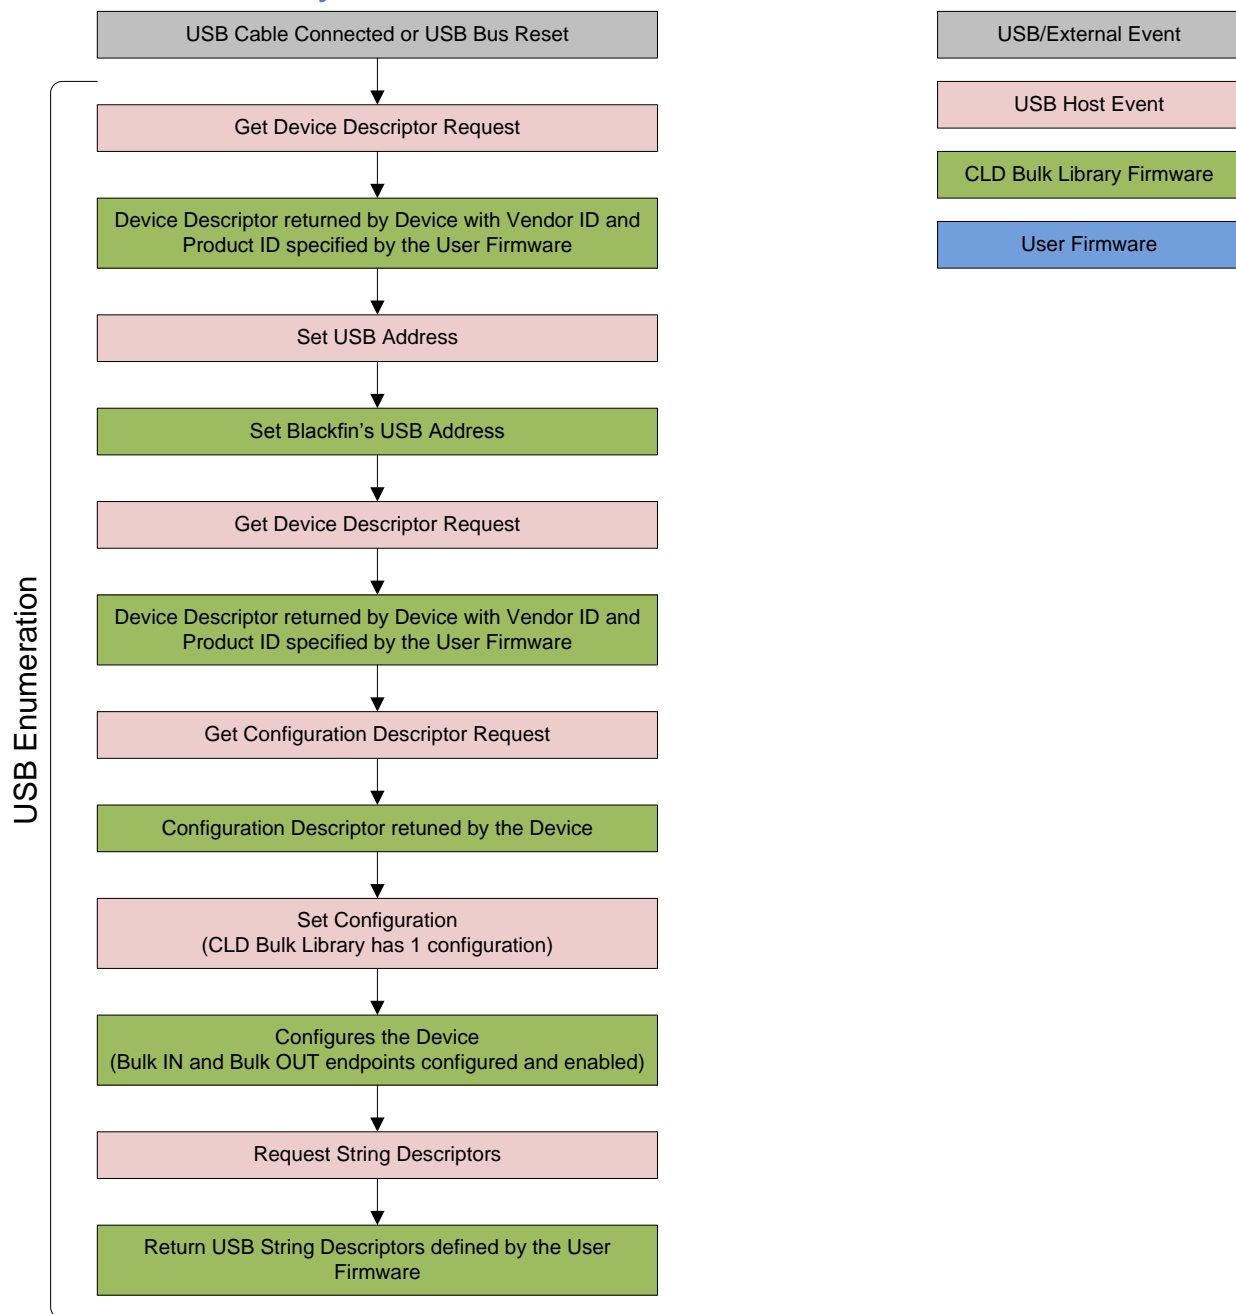 USB Cable Connected or USB Bus Reset
Get Device Descriptor Request
Device Descriptor returned by Device with Vendor ID and
Product ID specified by the User Firmware
Set USB Address
Set Blackfin's USB Address
Get Device Descriptor Request
Device Descriptor returned by Device with Vendor ID and
Product ID specified by the User Firmware
Get Configuration Descriptor Request
Configuration Descriptor retuned by the Device
Set Configuration
(CLD Bulk Library has 1 configuration)
Configures the Device
(Bulk IN and Bulk OUT endpoints configured and enabled)
Request String Descriptors
Return USB String Descriptors defined by the User
Firmware
USB Enumeration
USB/External Event
USB Host Event
CLD Bulk Library Firmware
User Firmware